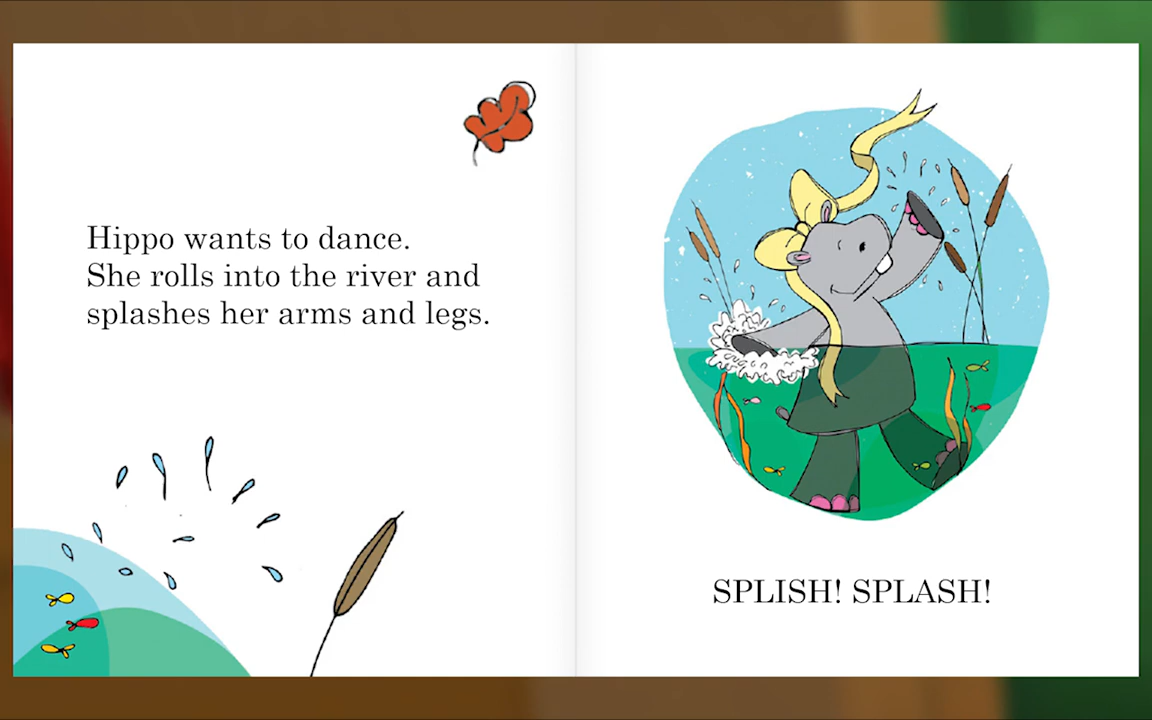 Hippo wants to dance.
She rolls into the river and
splashes her arms and legs.
SPLISH! SPLASH!